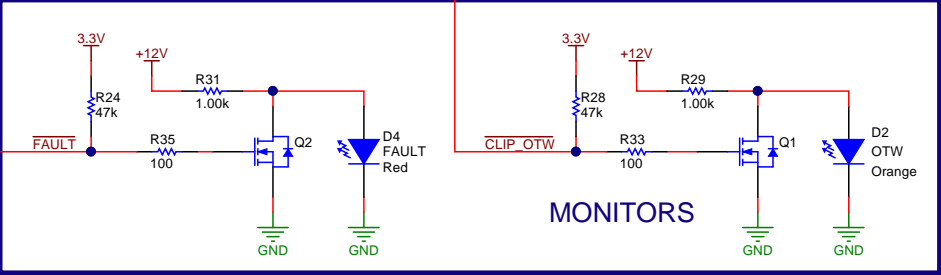 3.3V
+12V
R31
1.00k
R24
47k
FAULT
R35
100
Q2
D4
FAULT
Red
GND
GND
3.3V
+12V
R29
1.00k
R28
47k
CLIP_OTW
R33
100
Q1
D2
OTW
Orange
MONITORS
GND
GND